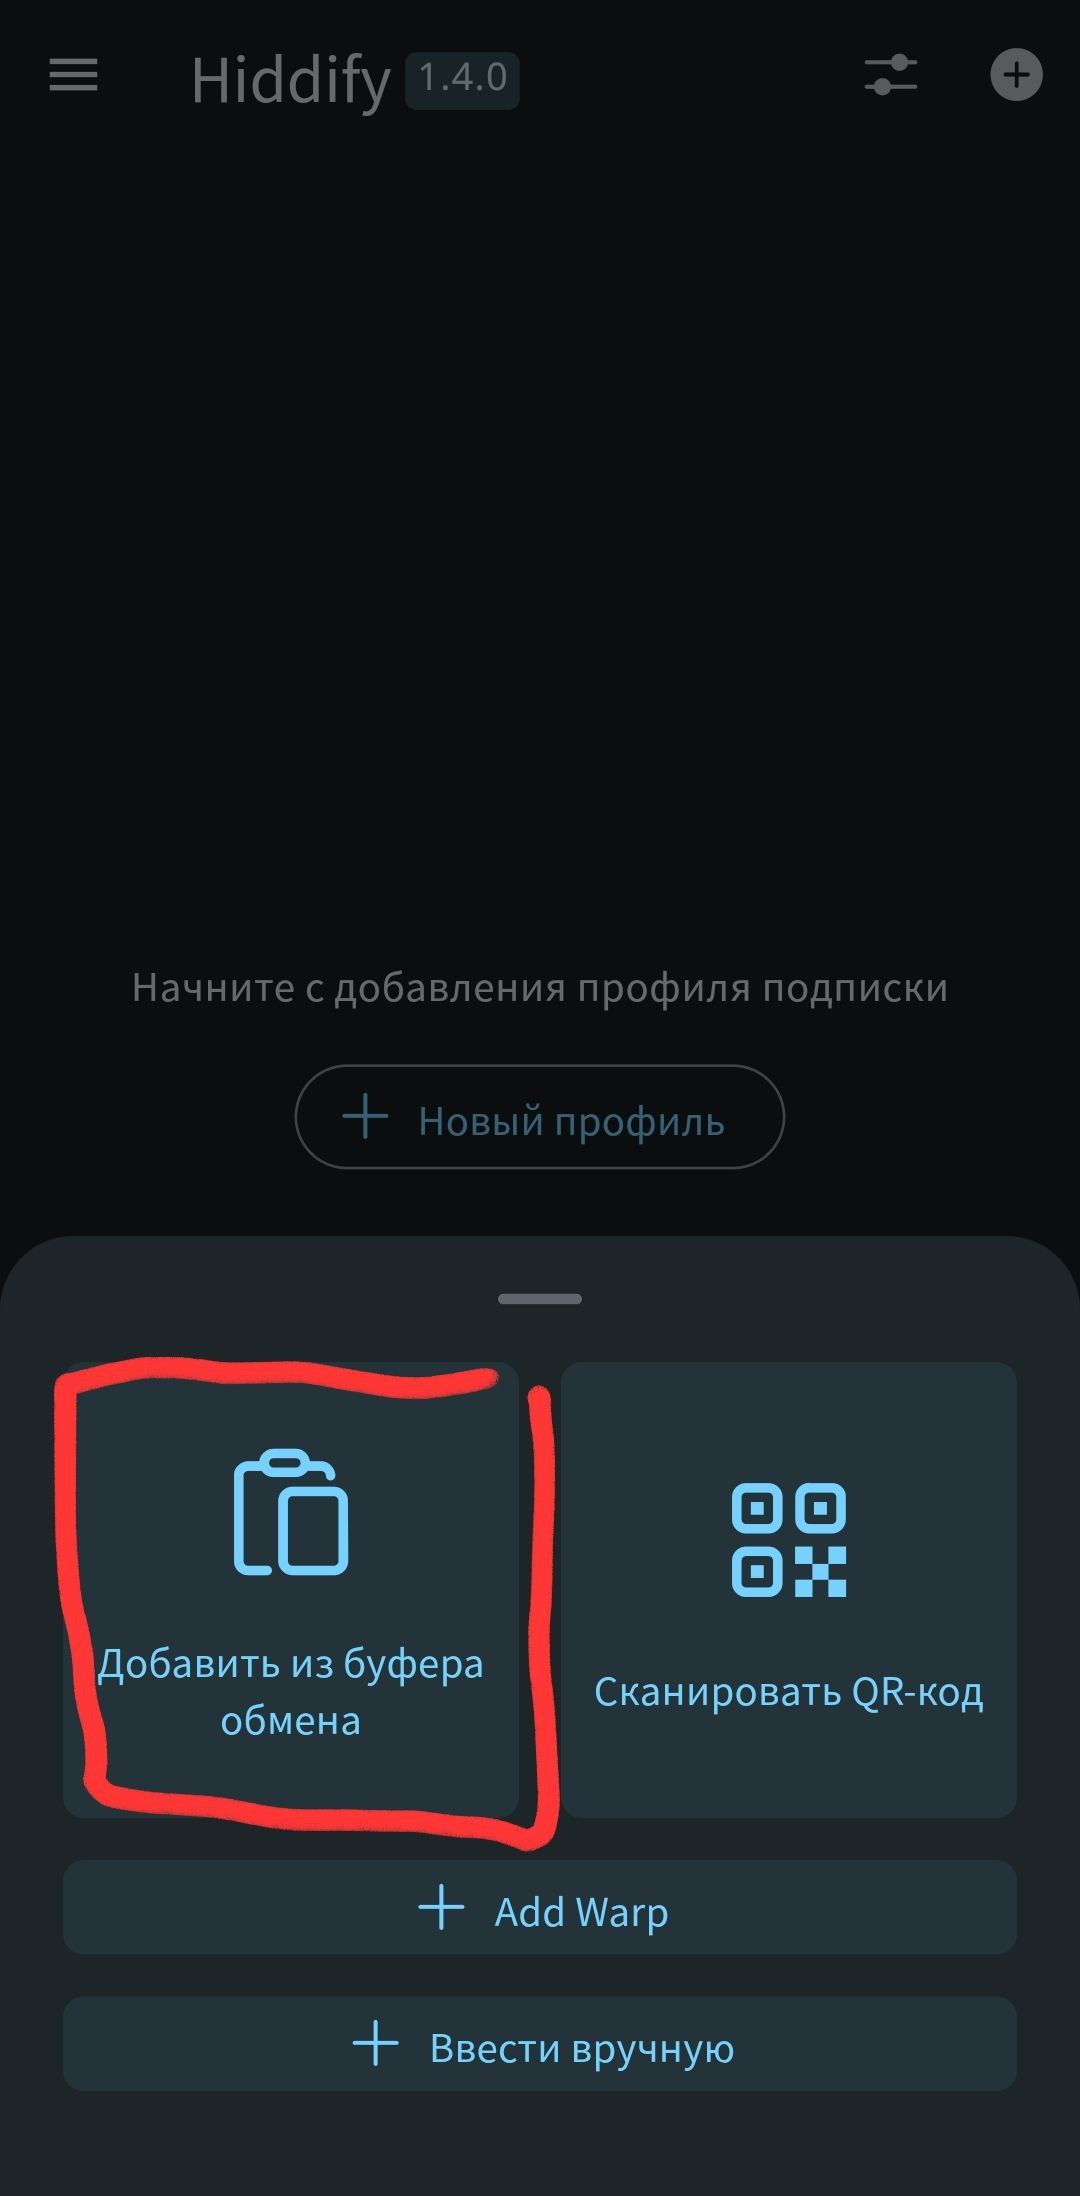 Hiddify 1.4.0
Начните с добавления профиля подписки
Новый профиль
Добавить из буфера
обмена
Сканировать QR-код
Add Warp
Ввести вручную